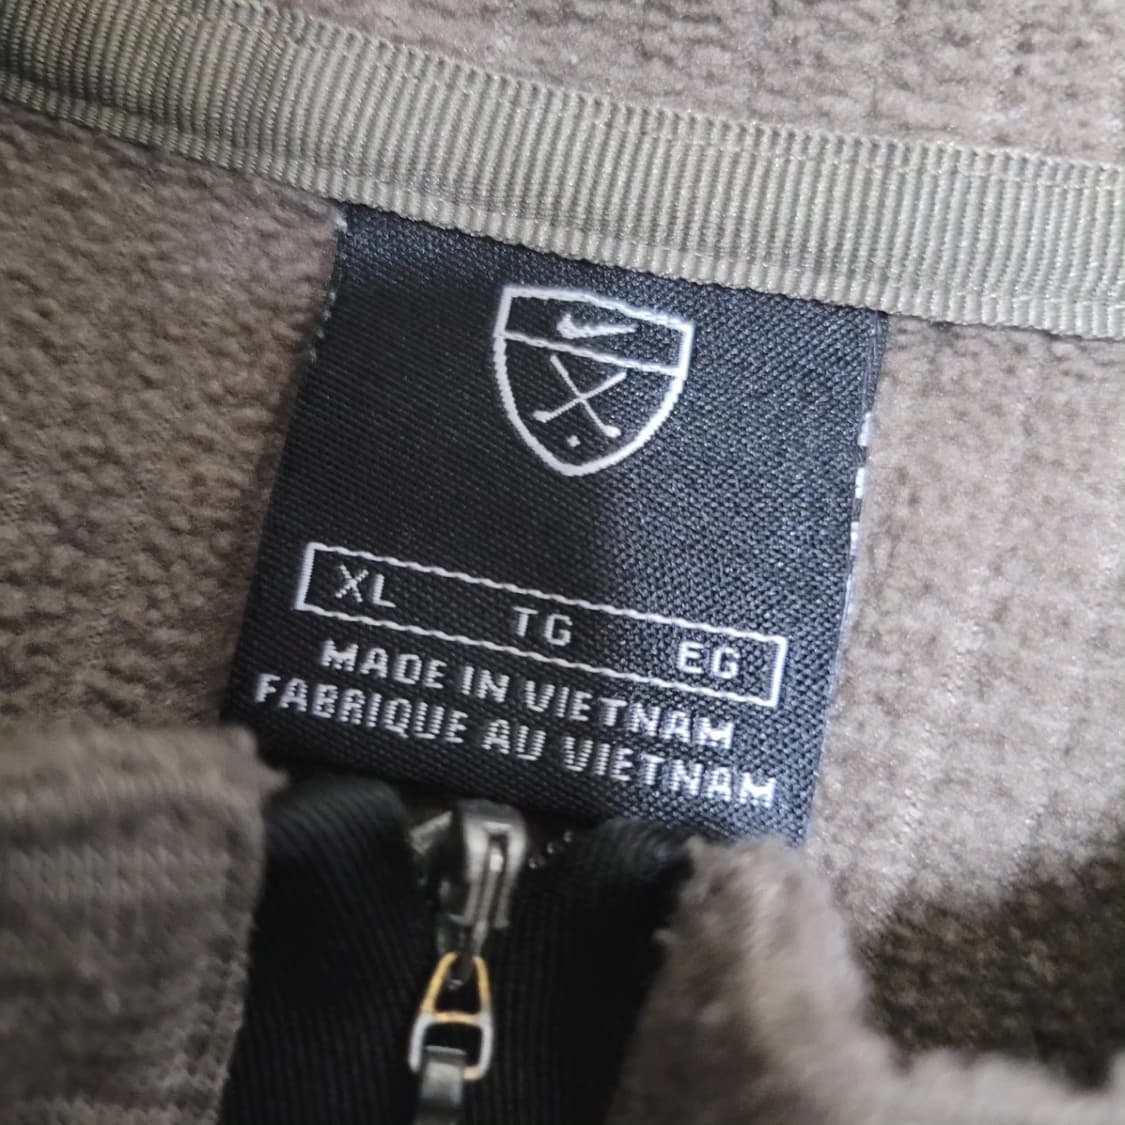 XL TG EG
MADE IN VIETNAM
FABRIQUE AU VIETNAM